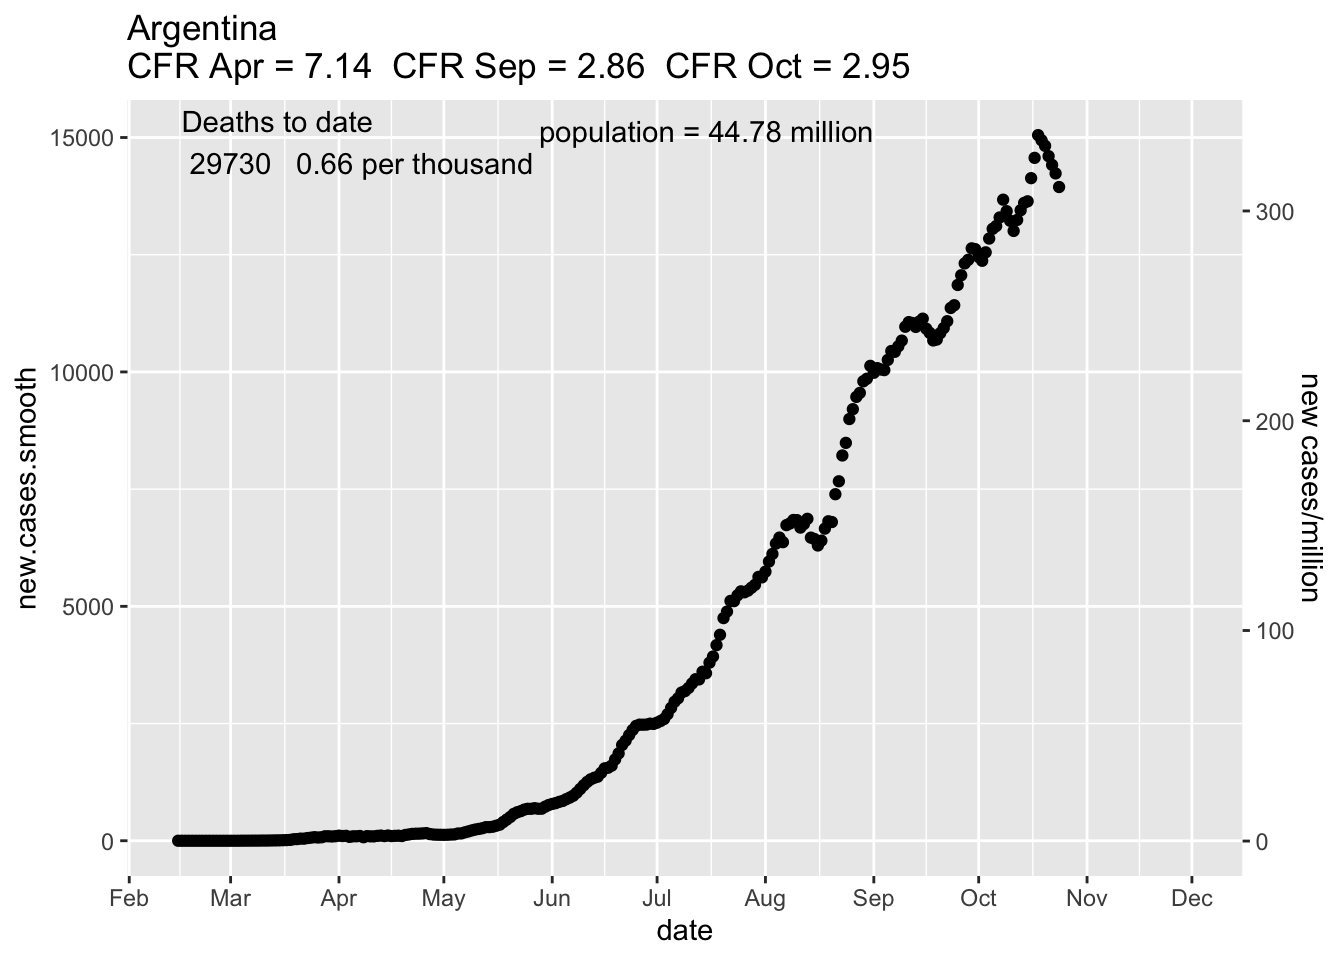 Argentina
CFR Apr = 7.14  CFR Sep = 2.86  CFR Oct = 2.95
Deaths to date
29730   0.66 per thousand
population = 44.78 million
15000
10000
5000
0
new.cases.smooth
300
200
100
0
new cases/million
Feb Mar Apr May Jun Jul Aug Sep Oct Nov Dec
date